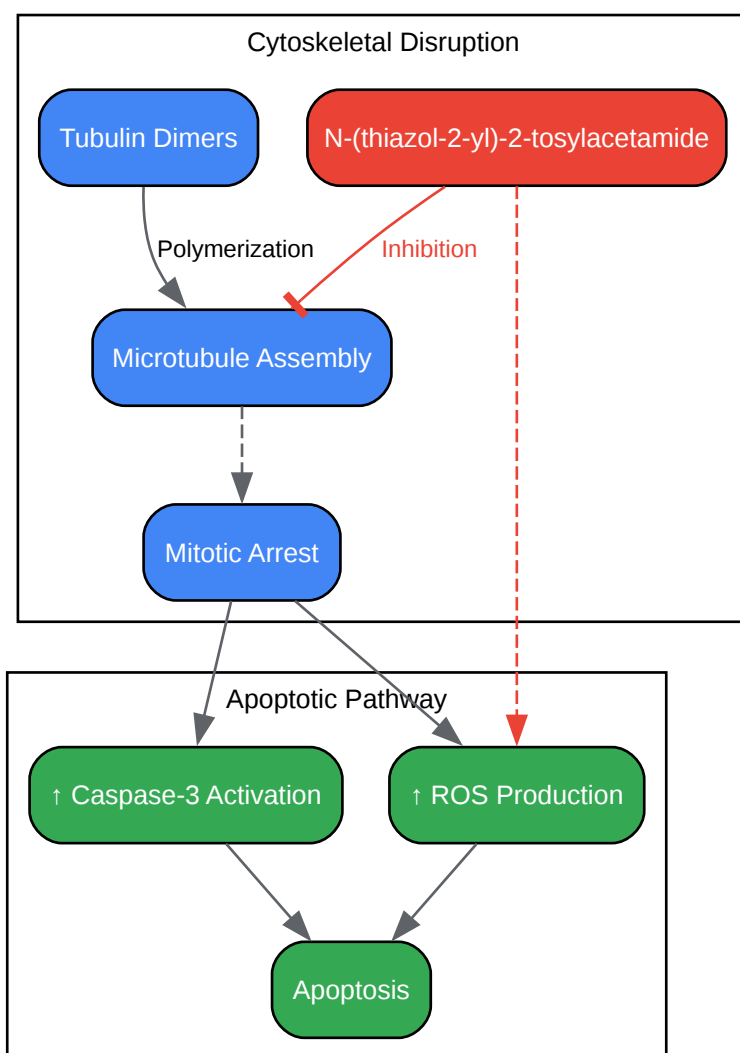 Cytoskeletal Disruption
Tubulin Dimers
N-(thiazol-2-yl)-2-tosylacetamide
Polymerization
Inhibition
Microtubule Assembly
Mitotic Arrest
Apoptotic Pathway
↑ Caspase-3 Activation
↑ ROS Production
Apoptosis